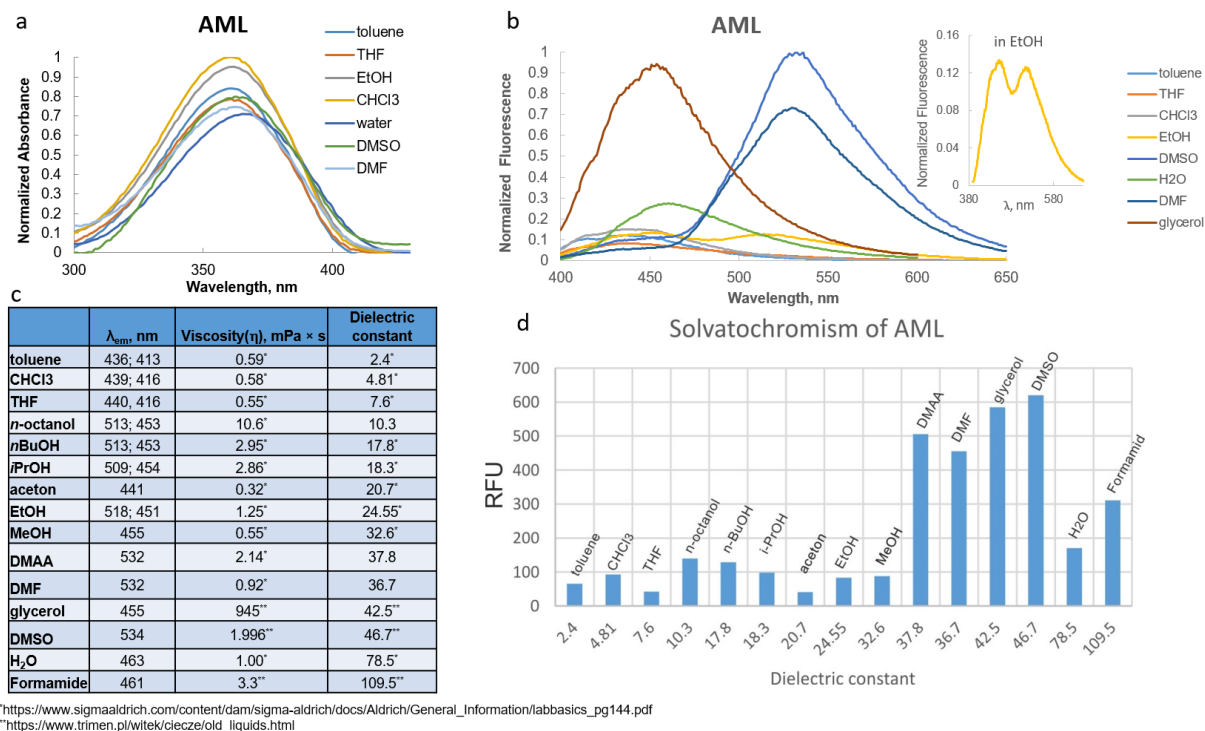 a
AML
toluene
THF
EtOH
CHCl3
water
DMSO
DMF
Normalized Absorbance
1
0.9
0.8
0.7
0.6
0.5
0.4
0.3
0.2
0.1
0
300
350
400
Wavelength, nm
b
AML
Normalized Fluorescence
1
0.9
0.8
0.7
0.6
0.5
0.4
0.3
0.2
0.1
0
400
450
500
550
600
650
Wavelength, nm
in EtOH
Normalized Fluorescence
0.16
0.12
0.08
0.04
0
380
580
λ, nm
toluene
THF
CHCl3
EtOH
DMSO
H2O
DMF
glycerol
c
λem, nm Viscosity(η), mPa × s Dielectric constant
toluene 436; 413 0.59* 2.4*
CHCl3 439; 416 0.58* 4.81*
THF 440, 416 0.55* 7.6*
n-octanol 513; 453 10.6* 10.3
nBuOH 513; 453 2.95* 17.8*
iPrOH 509; 454 2.86* 18.3*
aceton 441 0.32* 20.7*
EtOH 518; 451 1.25* 24.55*
MeOH 455 0.55* 32.6*
DMAA 532 2.14* 37.8
DMF 532 0.92* 36.7
glycerol 455 945** 42.5**
DMSO 534 1.996** 46.7**
H2O 463 1.00* 78.5*
Formamide 461 3.3** 109.5**
*https://www.sigmaaldrich.com/content/dam/sigma-aldrich/docs/Aldrich/General_Information/labbasics_pg144.pdf
**https://www.trimen.pl/witek/ciecze/old_liquids.html
d
Solvatochromism of AML
RFU
700
600
500
400
300
200
100
0
toluene
CHCl3
THF
n-octanol
n-BuOH
i-PrOH
aceton
EtOH
MeOH
DMAA
DMF
glycerol
DMSO
H2O
Formamid
2.4
4.81
7.6
10.3
17.8
18.3
20.7
24.55
32.6
37.8
36.7
42.5
46.7
78.5
109.5
Dielectric constant